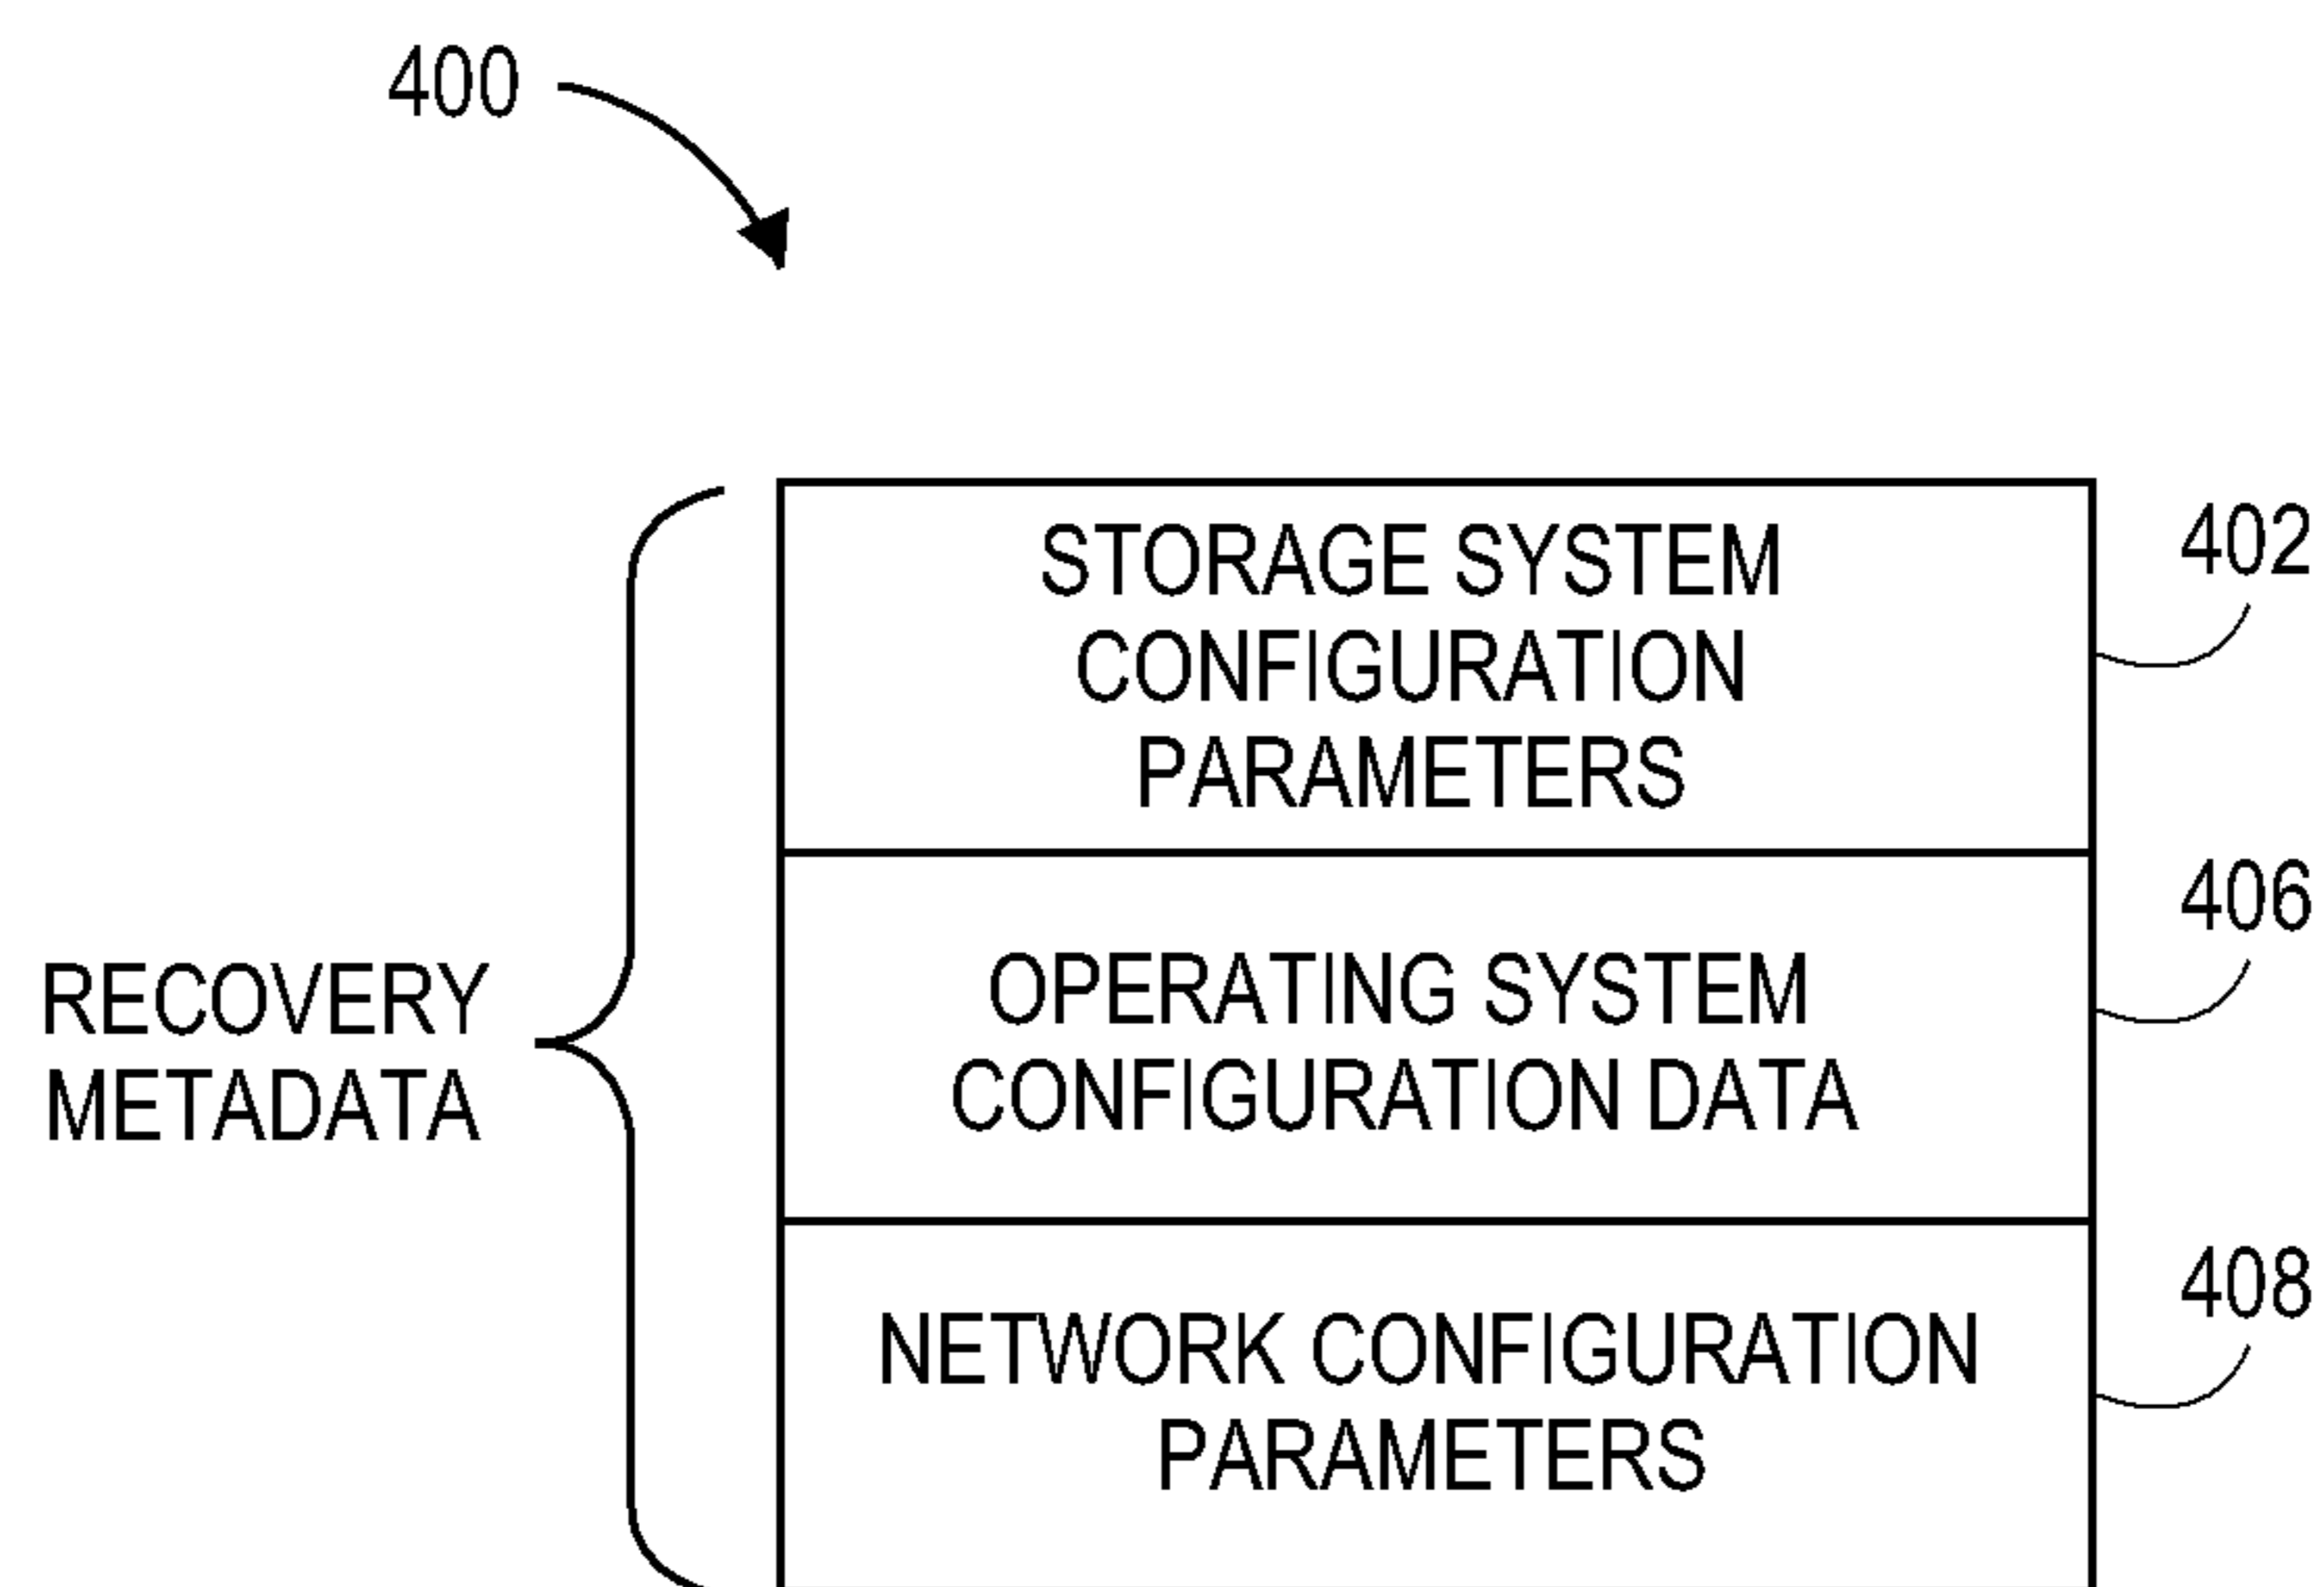 400
STORAGE SYSTEM
CONFIGURATION
PARAMETERS
402
RECOVERY
METADATA
OPERATING SYSTEM
CONFIGURATION DATA
406
NETWORK CONFIGURATION
PARAMETERS
408